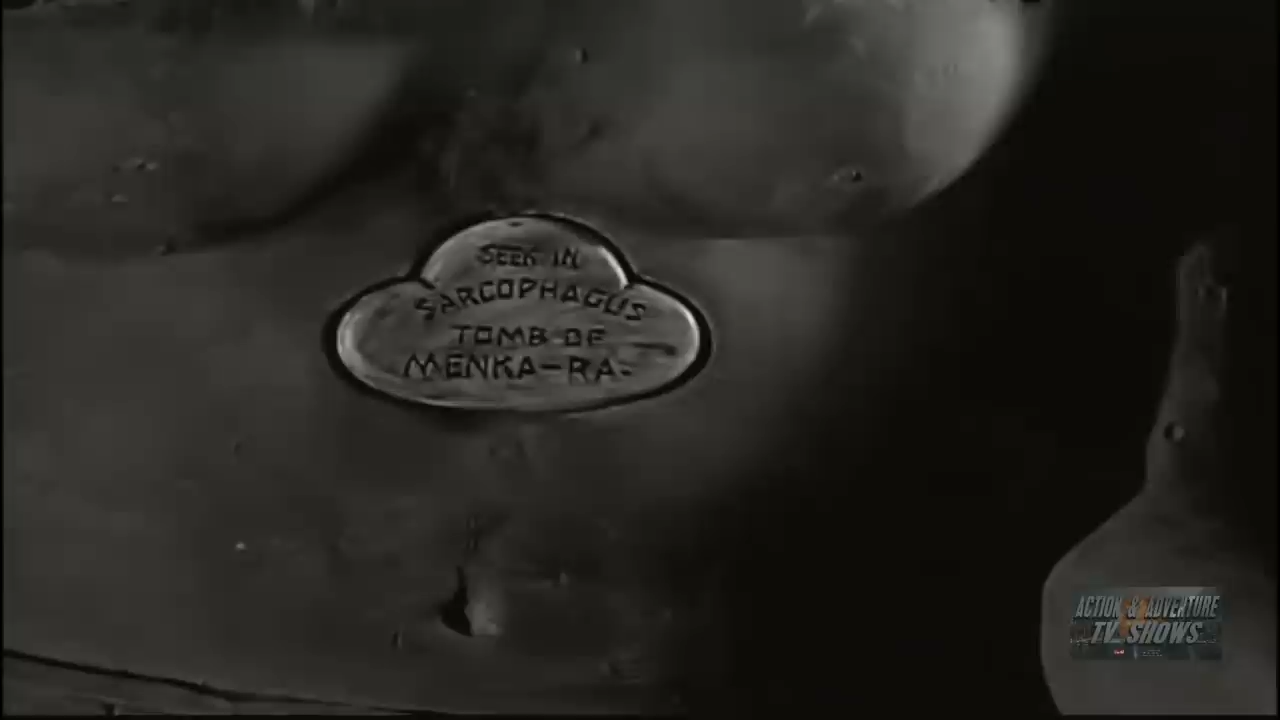 SEEK IN
SARCOPHAGUS
TOMB OF
MENKA-RA-
ACTION & ADVENTURE
TV SHOWS